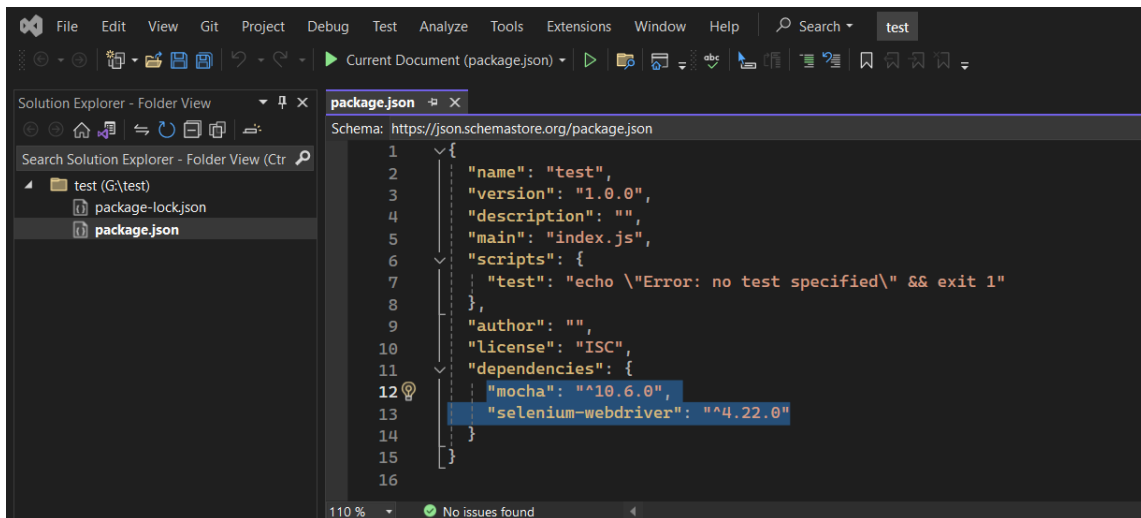 File Edit View Git Project Debug Test Analyze Tools Extensions Window Help Search test
Current Document (package.json)
Solution Explorer - Folder View
package.json
Schema: https://json.schemastore.org/package.json
Search Solution Explorer - Folder View (Ctr
test (G:\test)
package-lock.json
package.json
1 {
2 "name": "test",
3 "version": "1.0.0",
4 "description": "",
5 "main": "index.js",
6 "scripts": {
7 "test": "echo \"Error: no test specified\" && exit 1"
8 },
9 "author": "",
10 "license": "ISC",
11 "dependencies": {
12 "mocha": "^10.6.0",
13 "selenium-webdriver": "^4.22.0"
14 }
15 }
16
110 % No issues found